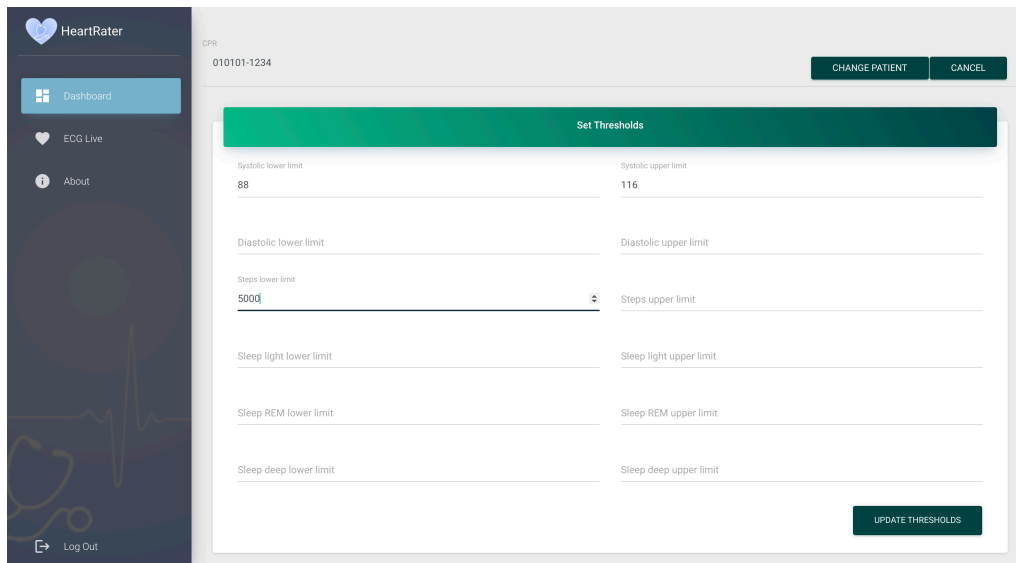 HeartRater
Dashboard
ECG Live
About
Log Out
CPR
010101-1234
CHANGE PATIENT
CANCEL
Set Thresholds
Systolic lower limit
88
Systolic upper limit
116
Diastolic lower limit
Diastolic upper limit
Steps lower limit
5000
Steps upper limit
Sleep light lower limit
Sleep light upper limit
Sleep REM lower limit
Sleep REM upper limit
Sleep deep lower limit
Sleep deep upper limit
UPDATE THRESHOLDS